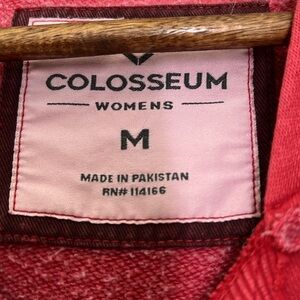 COLOSSEUM
WOMENS
M
MADE IN PAKISTAN
RN# 114166